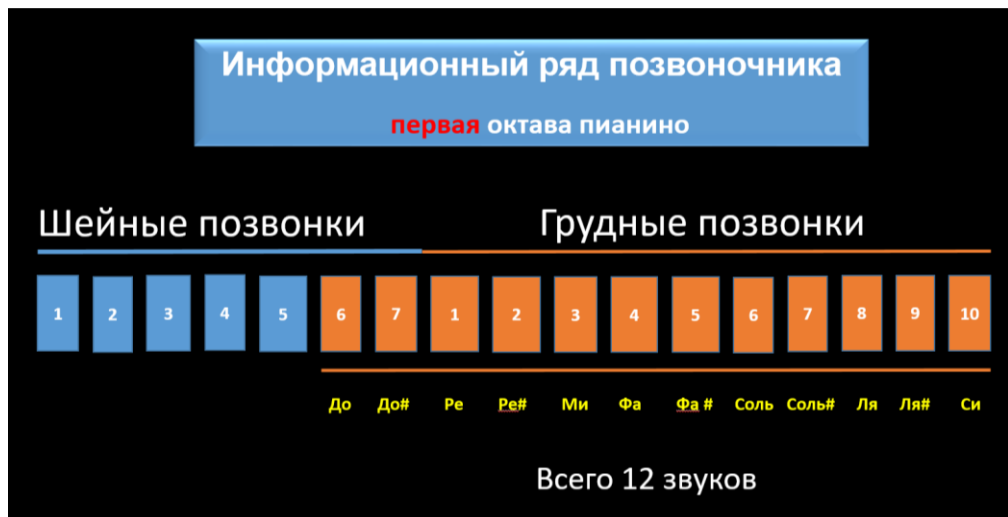 Информационный ряд позвоночника
первая октава пианино
Шейные позвонки Грудные позвонки
1 2 3 4 5 6 7 1 2 3 4 5 6 7 8 9 10
До До# Ре Ре# Ми Фа Фа # Соль Соль# Ля Ля# Си
Всего 12 звуков